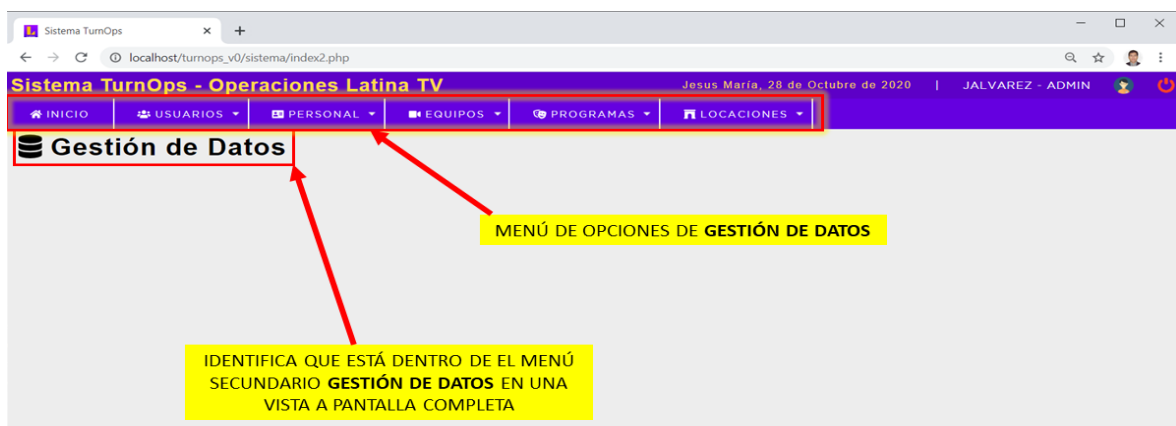 Sistema TurnOps
localhost/turnops_v0/sistema/index2.php
Sistema TurnOps - Operaciones Latina TV
Jesus María, 28 de Octubre de 2020 | JALVAREZ - ADMIN
INICIO USUARIOS PERSONAL EQUIPOS PROGRAMAS LOCACIONES
Gestión de Datos
MENÚ DE OPCIONES DE GESTIÓN DE DATOS
IDENTIFICA QUE ESTÁ DENTRO DE EL MENÚ
SECUNDARIO GESTIÓN DE DATOS EN UNA
VISTA A PANTALLA COMPLETA